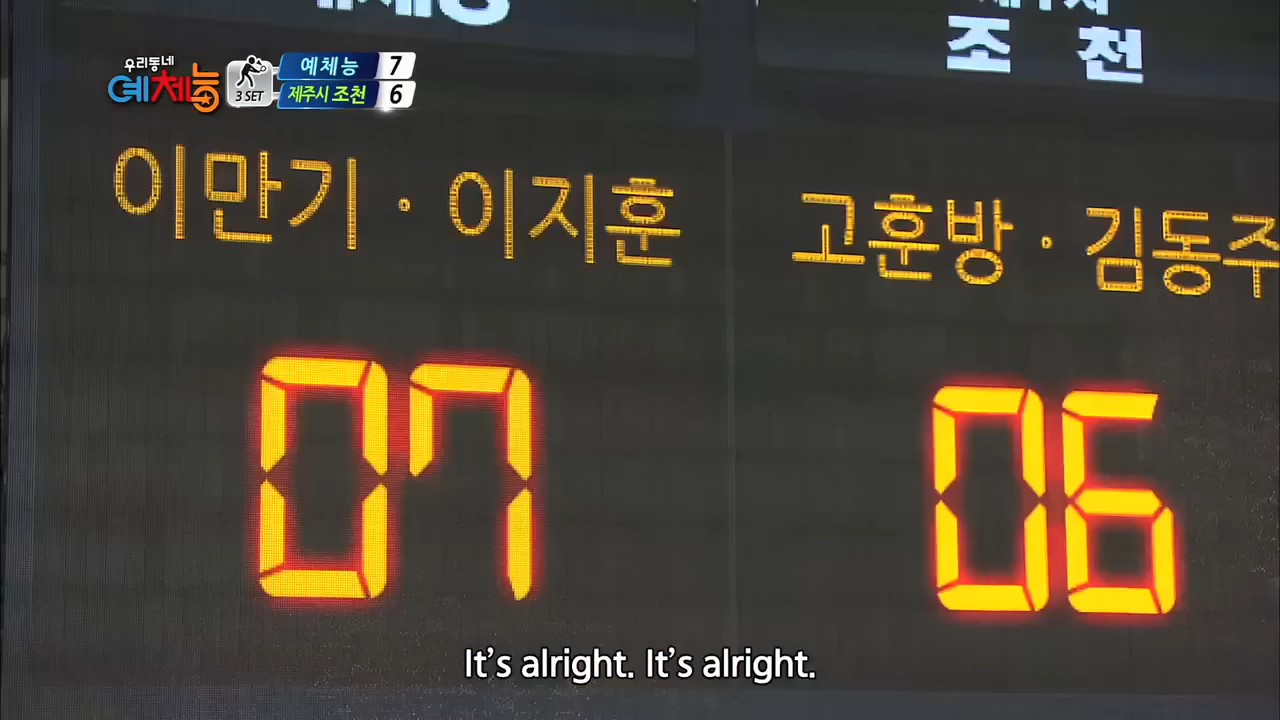 우리동네
예체능
3 SET
예체능 7
제주시 조천 6
조 천
이만기 · 이지훈
고훈방 · 김동주
07
06
It's alright. It's alright.